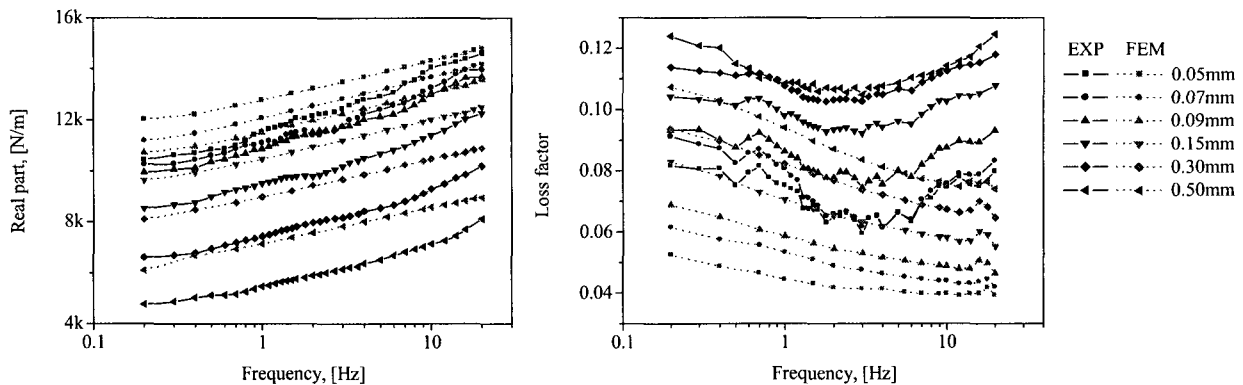 16k
12k
8k
4k
0.1
1
10
Real part, [N/m]
Frequency, [Hz]
0.12
0.10
0.08
0.06
0.04
0.1
1
10
Loss factor
Frequency, [Hz]
EXP FEM
0.05mm
0.07mm
0.09mm
0.15mm
0.30mm
0.50mm